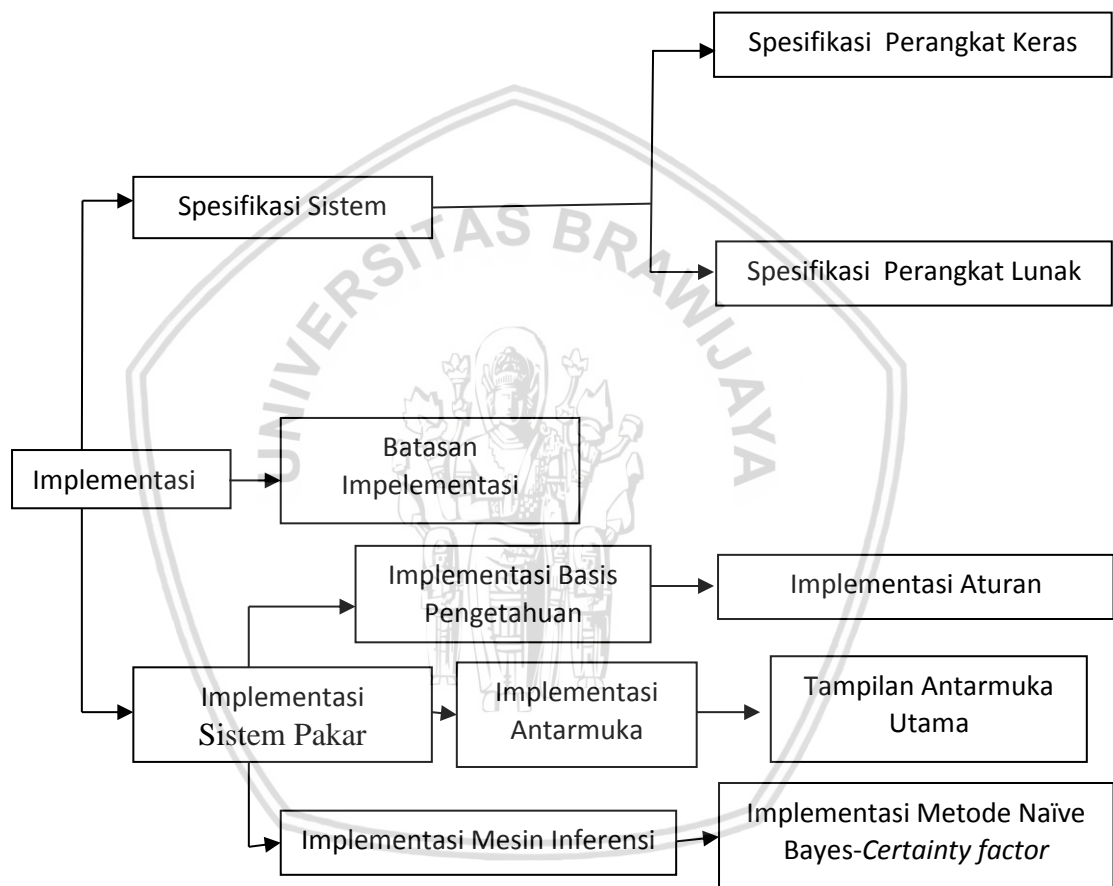 Spesifikasi Perangkat Keras
Spesifikasi Sistem
Spesifikasi Perangkat Lunak
UNIVERSITAS BRAWIJAYA
Batasan
Impelementasi
Implementasi
Implementasi Basis
Pengetahuan
Implementasi Aturan
Implementasi
Sistem Pakar
Implementasi
Antarmuka
Tampilan Antarmuka
Utama
Implementasi Mesin Inferensi
Implementasi Metode Naïve
Bayes-Certainty factor